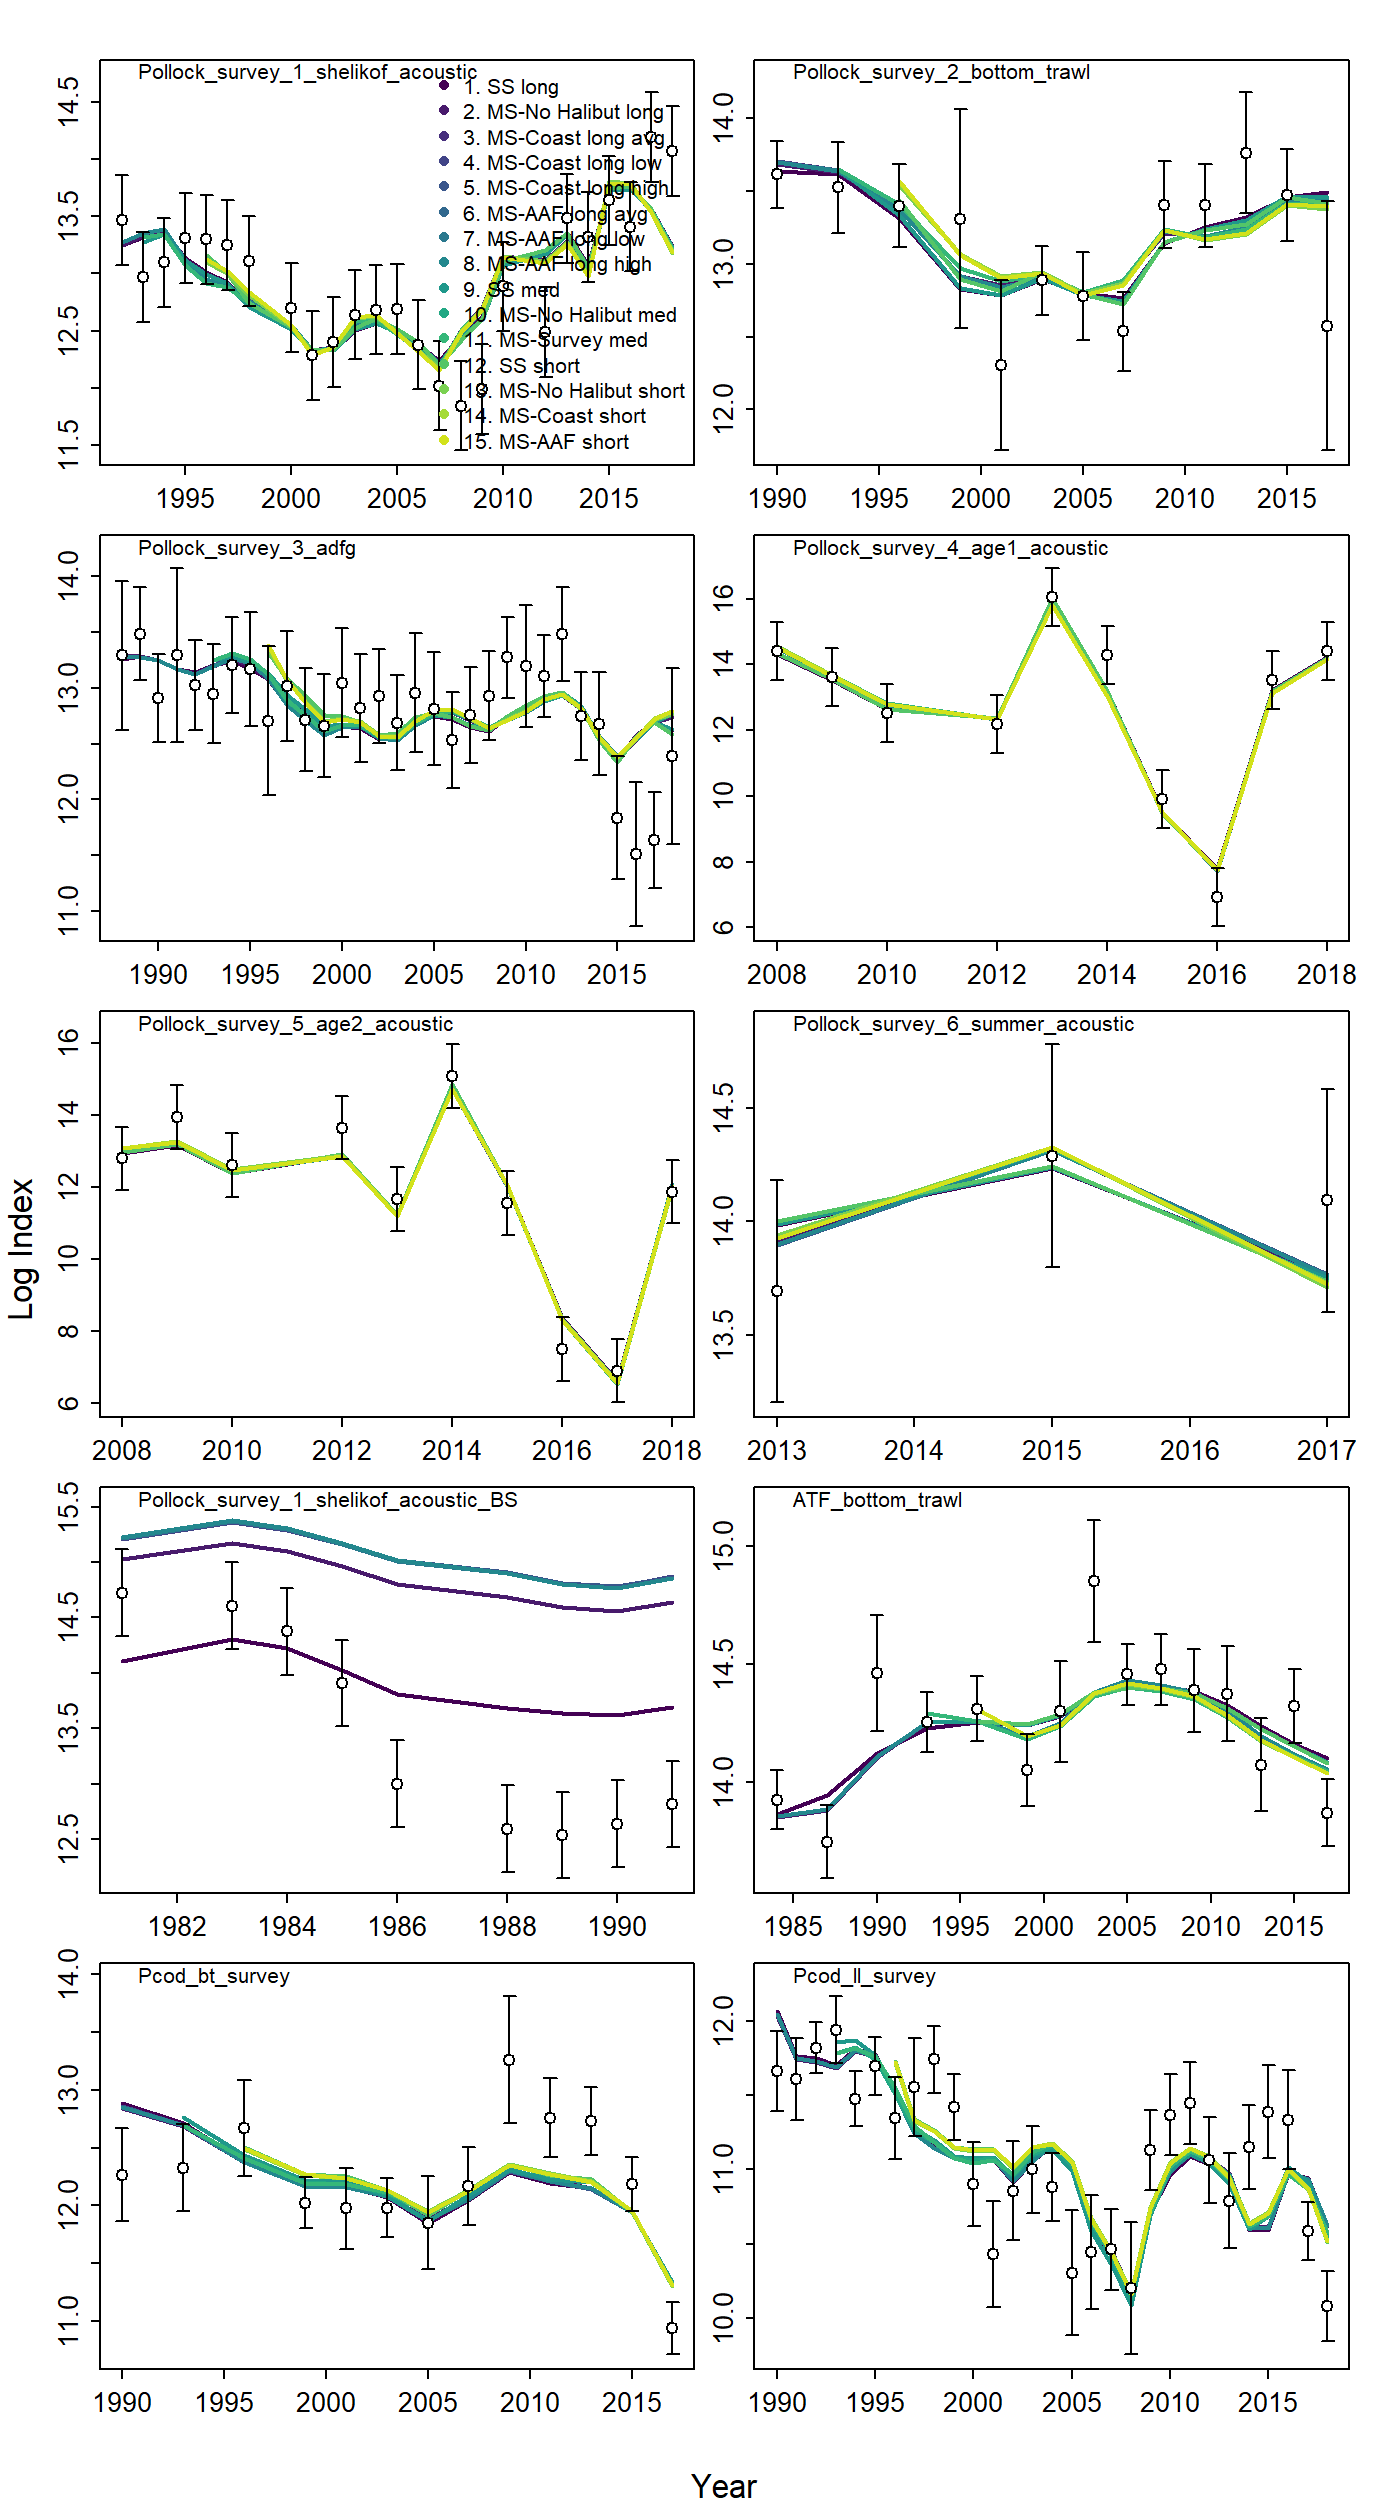 Pollock_survey_1_shelikof_acoustic
1. SS long
2. MS-No Halibut long
3. MS-Coast long avg
4. MS-Coast long low
5. MS-Coast long high
6. MS-AAF long avg
7. MS-AAF long low
8. MS-AAF long high
9. SS med
10. MS-No Halibut med
11. MS-Survey med
12. SS short
13. MS-No Halibut short
14. MS-Coast short
15. MS-AAF short
14.5
13.5
12.5
11.5
1995 2000 2005 2010 2015
Pollock_survey_2_bottom_trawl
14.0
13.0
12.0
1990 1995 2000 2005 2010 2015
Pollock_survey_3_adfg
14.0
13.0
12.0
11.0
1990 1995 2000 2005 2010 2015
Pollock_survey_4_age1_acoustic
16
14
12
10
8
6
2008 2010 2012 2014 2016 2018
Pollock_survey_5_age2_acoustic
16
14
12
10
8
6
2008 2010 2012 2014 2016 2018
Pollock_survey_6_summer_acoustic
14.5
14.0
13.5
2013 2014 2015 2016 2017
Log Index
Pollock_survey_1_shelikof_acoustic_BS
15.5
14.5
13.5
12.5
1982 1984 1986 1988 1990
ATF_bottom_trawl
15.0
14.5
14.0
1985 1990 1995 2000 2005 2010 2015
Pcod_bt_survey
14.0
13.0
12.0
11.0
1990 1995 2000 2005 2010 2015
Pcod_ll_survey
12.0
11.0
10.0
1990 1995 2000 2005 2010 2015
Year